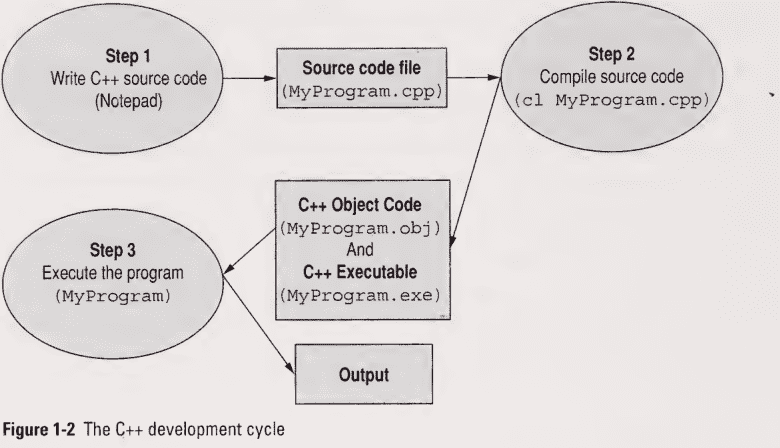 Step 1
Write C++ source code
(Notepad)
Source code file
(MyProgram.cpp)
Step 2
Compile source code
(cl MyProgram.cpp)
C++ Object Code
(MyProgram.obj)
And
C++ Executable
(MyProgram.exe)
Step 3
Execute the program
(MyProgram)
Output
Figure 1-2 The C++ development cycle